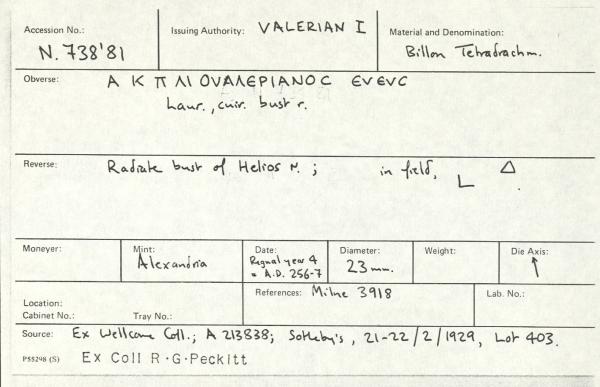 Accession No.: N. 738'81
Issuing Authority: VALERIAN I
Material and Denomination: Billon Tetradrachm.
Obverse: Α Κ Π ΛΙ ΟΥΑΛΕΡΙΑΝΟС ЄVЄVС
Laur., cuir. bust r.
Reverse: Radiate bust of Helios r. ; in field, L Δ
Moneyer:
Mint: Alexandria
Date: Regnal year 4 = A.D. 256-7
Diameter: 23 mm.
Weight:
Die Axis: ↑
Location:
Cabinet No.: Tray No.:
References: Milne 3918
Lab. No.:
Source: Ex Wellcome Coll.; A 213838; Sotheby's, 21-22/2/1929, Lot 403.
PS5298 (S) Ex Coll R·G·Peckitt